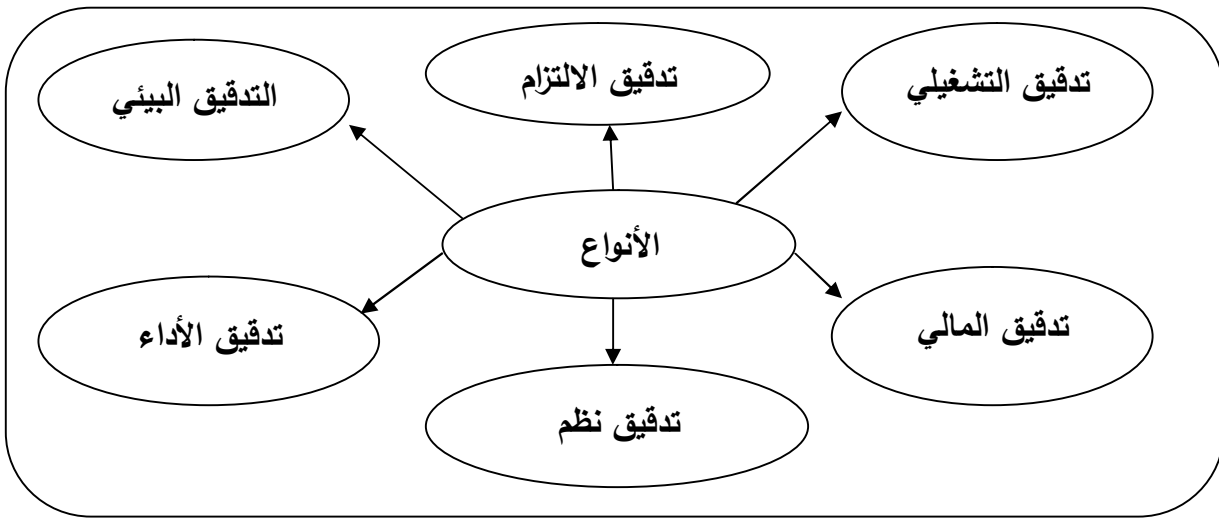 تدقيق التشغيلي
تدقيق الالتزام
التدقيق البيئي
الأنواع
تدقيق المالي
تدقيق الأداء
تدقيق نظم